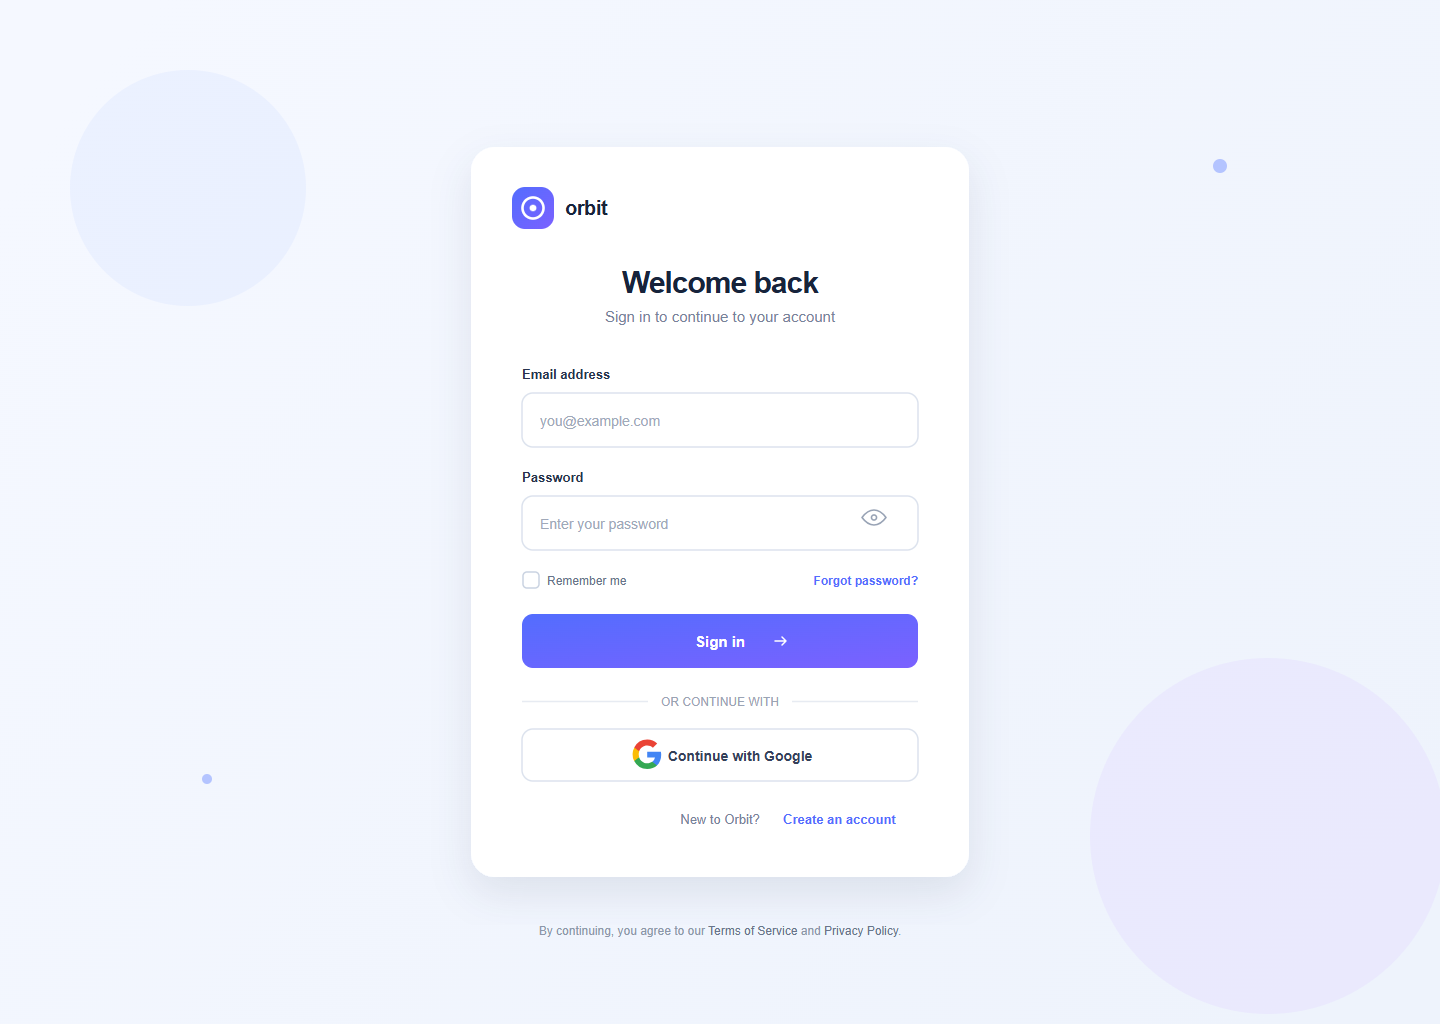 orbit
Welcome back
Sign in to continue to your account
Email address
you@example.com
Password
Enter your password
Remember me
Forgot password?
Sign in
OR CONTINUE WITH
Continue with Google
New to Orbit? Create an account
By continuing, you agree to our Terms of Service and Privacy Policy.